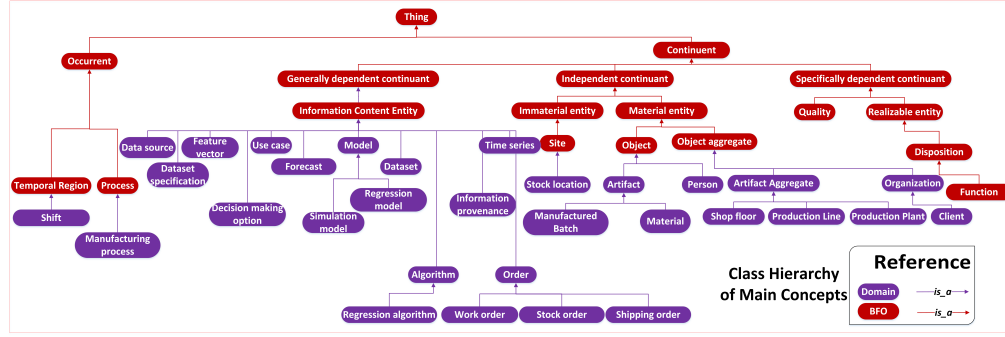 Thing
Continuent
Occurrent
Generally dependent continuant
Independent continuant
Specifically dependent continuant
Information Content Entity
Immaterial entity
Material entity
Quality
Realizable entity
Data source
Feature
vector
Use case
Model
Time series
Site
Object
Object aggregate
Disposition
Dataset
specification
Forecast
Dataset
Temporal Region
Process
Stock location
Artifact
Person
Artifact Aggregate
Organization
Function
Shift
Decision making
option
Simulation
model
Regression
model
Information
provenance
Manufactured
Batch
Material
Shop floor
Production Line
Production Plant
Client
Manufacturing
process
Algorithm
Order
Regression algorithm
Work order
Stock order
Shipping order
Class Hierarchy
of Main Concepts
Reference
Domain
is_a
BFO
is_a